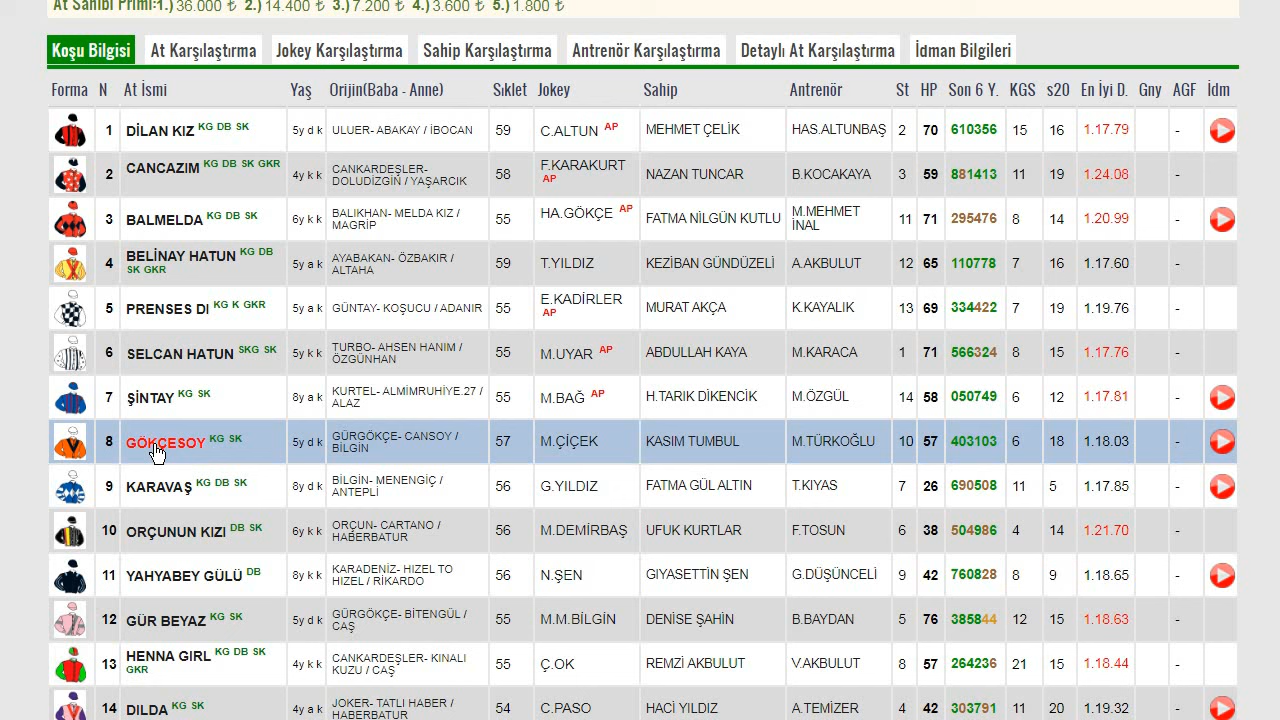 At Sahibi Primi:1.) 36.000 ₺ 2.) 14.400 ₺ 3.) 7.200 ₺ 4.) 3.600 ₺ 5.) 1.800 ₺
Koşu Bilgisi At Karşılaştırma Jokey Karşılaştırma Sahip Karşılaştırma Antrenör Karşılaştırma Detaylı At Karşılaştırma İdman Bilgileri
Forma N At İsmi Yaş Orijin(Baba - Anne) Sıklet Jokey Sahip Antrenör St HP Son 6 Y. KGS s20 En İyi D. Gny AGF İdm
1 DİLAN KIZ KG DB SK 5y d k ULUER- ABAKAY / İBOCAN 59 C.ALTUN AP MEHMET ÇELİK HAS.ALTUNBAŞ 2 70 610356 15 16 1.17.79 -
2 CANCAZIM KG DB SK GKR 4y k k CANKARDEŞLER- DOLUDİZGİN / YAŞARCIK 58 F.KARAKURT AP NAZAN TUNCAR B.KOCAKAYA 3 59 881413 11 19 1.24.08 -
3 BALMELDA KG DB SK 6y k k BALIKHAN- MELDA KIZ / MAGRİP 55 HA.GÖKÇE AP FATMA NİLGÜN KUTLU M.MEHMET İNAL 11 71 295476 8 14 1.20.99 -
4 BELİNAY HATUN KG DB SK GKR 5y a k AYABAKAN- ÖZBAKIR / ALTAHA 59 T.YILDIZ KEZİBAN GÜNDÜZELİ A.AKBULUT 12 65 110778 7 16 1.17.60 -
5 PRENSES DI KG K GKR 5y a k GÜNTAY- KOŞUCU / ADANIR 55 E.KADİRLER AP MURAT AKÇA K.KAYALIK 13 69 334422 7 19 1.19.76 -
6 SELCAN HATUN SKG SK 5y k k TURBO- AHSEN HANIM / ÖZGÜNHAN 55 M.UYAR AP ABDULLAH KAYA M.KARACA 1 71 566324 8 15 1.17.76 -
7 ŞİNTAY KG SK 8y a k KURTEL- ALMİMRUHİYE.27 / ALAZ 55 M.BAĞ AP H.TARIK DİKENCİK M.ÖZGÜL 14 58 050749 6 12 1.17.81 -
8 GÖKÇESOY KG SK 5y d k GÜRGÖKÇE- CANSOY / BİLGİN 57 M.ÇİÇEK KASIM TUMBUL M.TÜRKOĞLU 10 57 403103 6 18 1.18.03 -
9 KARAVAŞ KG DB SK 8y d k BİLGİN- MENENGİÇ / ANTEPLİ 56 G.YILDIZ FATMA GÜL ALTIN T.KIYAS 7 26 690508 11 5 1.17.85 -
10 ORÇUNUN KIZI DB SK 6y k k ORÇUN- CARTANO / HABERBATUR 56 M.DEMİRBAŞ UFUK KURTLAR F.TOSUN 6 38 504986 4 14 1.21.70 -
11 YAHYABEY GÜLÜ DB 8y k k KARADENİZ- HIZEL TO HIZEL / RİKARDO 56 N.ŞEN GIYASETTİN ŞEN G.DÜŞÜNCELİ 9 42 760828 8 9 1.18.65 -
12 GÜR BEYAZ KG SK 5y d k GÜRGÖKÇE- BİTENGÜL / CAŞ 55 M.M.BİLGİN DENİSE ŞAHİN B.BAYDAN 5 76 385844 12 15 1.18.63 -
13 HENNA GIRL KG DB SK GKR 4y k k CANKARDEŞLER- KINALI KUZU / CAŞ 55 Ç.OK REMZİ AKBULUT V.AKBULUT 8 57 264236 21 15 1.18.44 -
14 DILDA KG SK 4y a k JOKER- TATLI HABER / HABERBATUR 54 C.PASO HACİ YILDIZ A.TEMİZER 4 42 303791 11 20 1.19.32 -